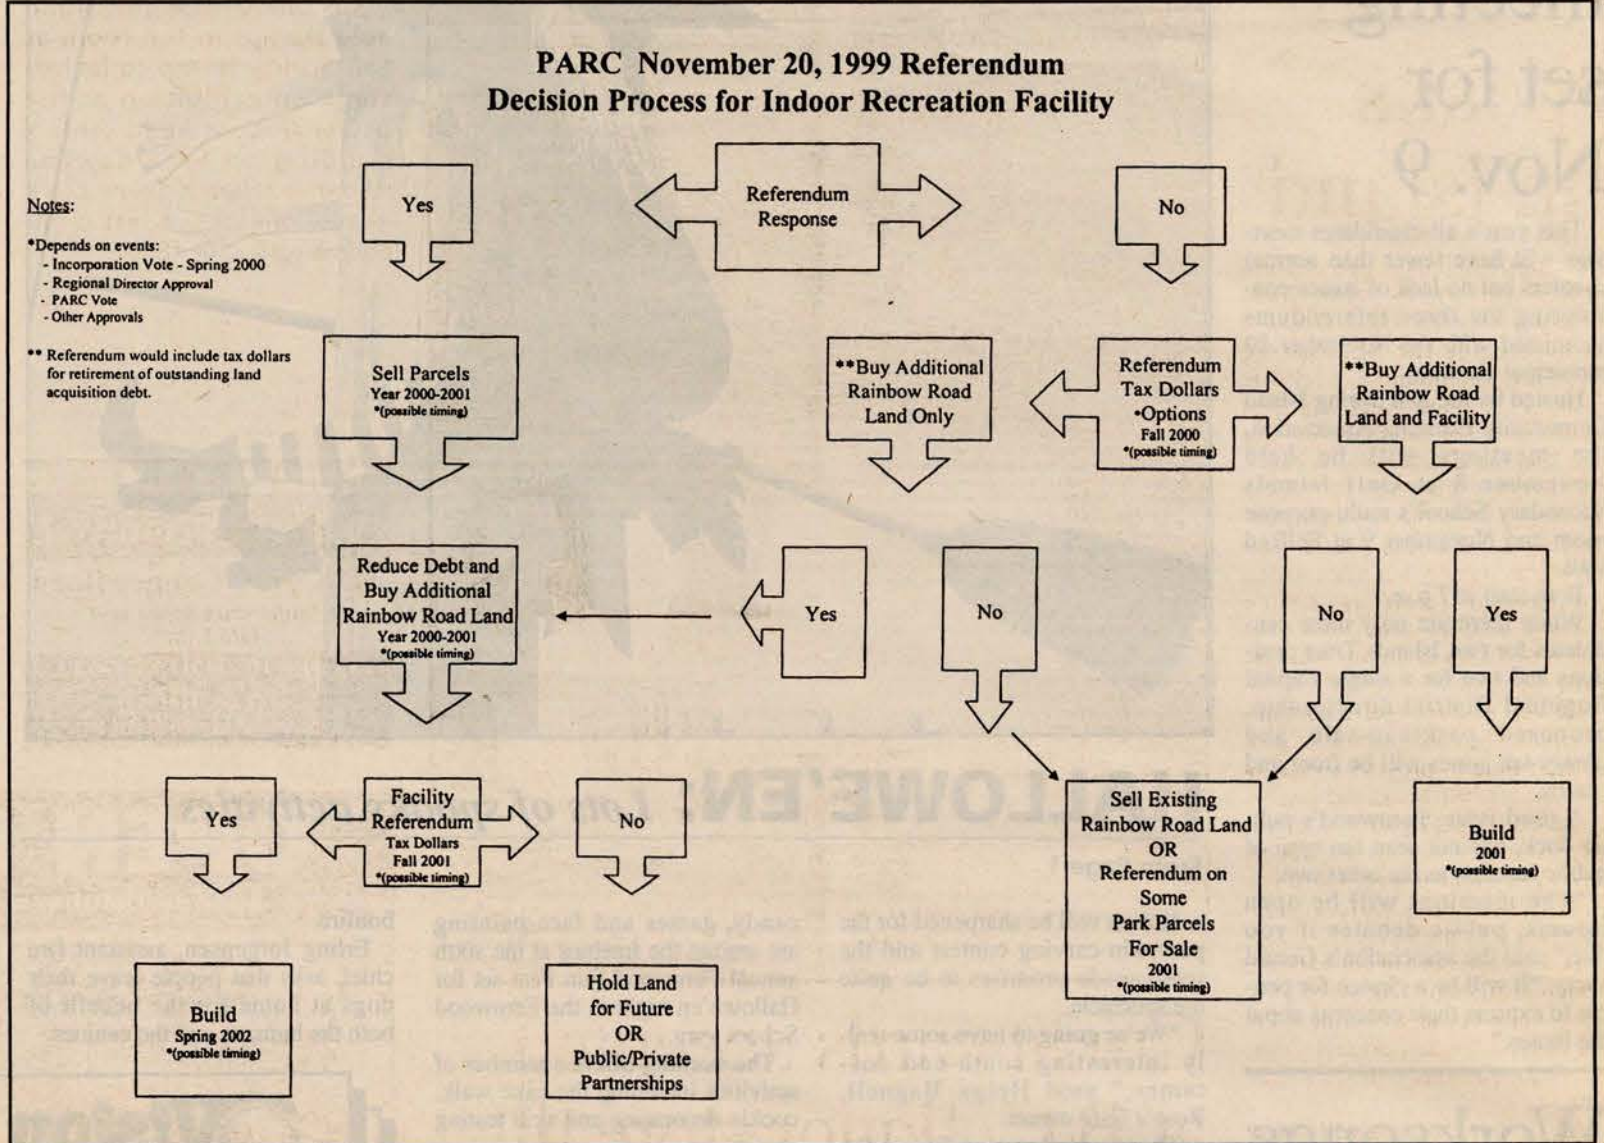 PARC November 20, 1999 Referendum
Decision Process for Indoor Recreation Facility
Notes:
*Depends on events:
- Incorporation Vote - Spring 2000
- Regional Director Approval
- PARC Vote
- Other Approvals
** Referendum would include tax dollars
for retirement of outstanding land
acquisition debt.
Yes
Referendum
Response
No
Sell Parcels
Year 2000-2001
*(possible timing)
**Buy Additional
Rainbow Road
Land Only
Referendum
Tax Dollars
•Options
Fall 2000
*(possible timing)
**Buy Additional
Rainbow Road
Land and Facility
Reduce Debt and
Buy Additional
Rainbow Road Land
Year 2000-2001
*(possible timing)
Yes
No
No
Yes
Yes
Facility
Referendum
Tax Dollars
Fall 2001
*(possible timing)
No
Sell Existing
Rainbow Road Land
OR
Referendum on
Some
Park Parcels
For Sale
2001
*(possible timing)
Build
2001
*(possible timing)
Build
Spring 2002
*(possible timing)
Hold Land
for Future
OR
Public/Private
Partnerships